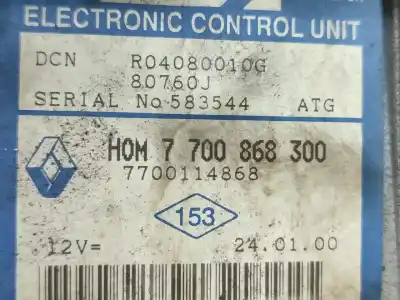 ELECTRONIC CONTROL UNIT
DCN R04080010G
80760J
SERIAL No 583544 ATG
HOM 7 700 868 300
7700114868
153
12V= 24.01.00